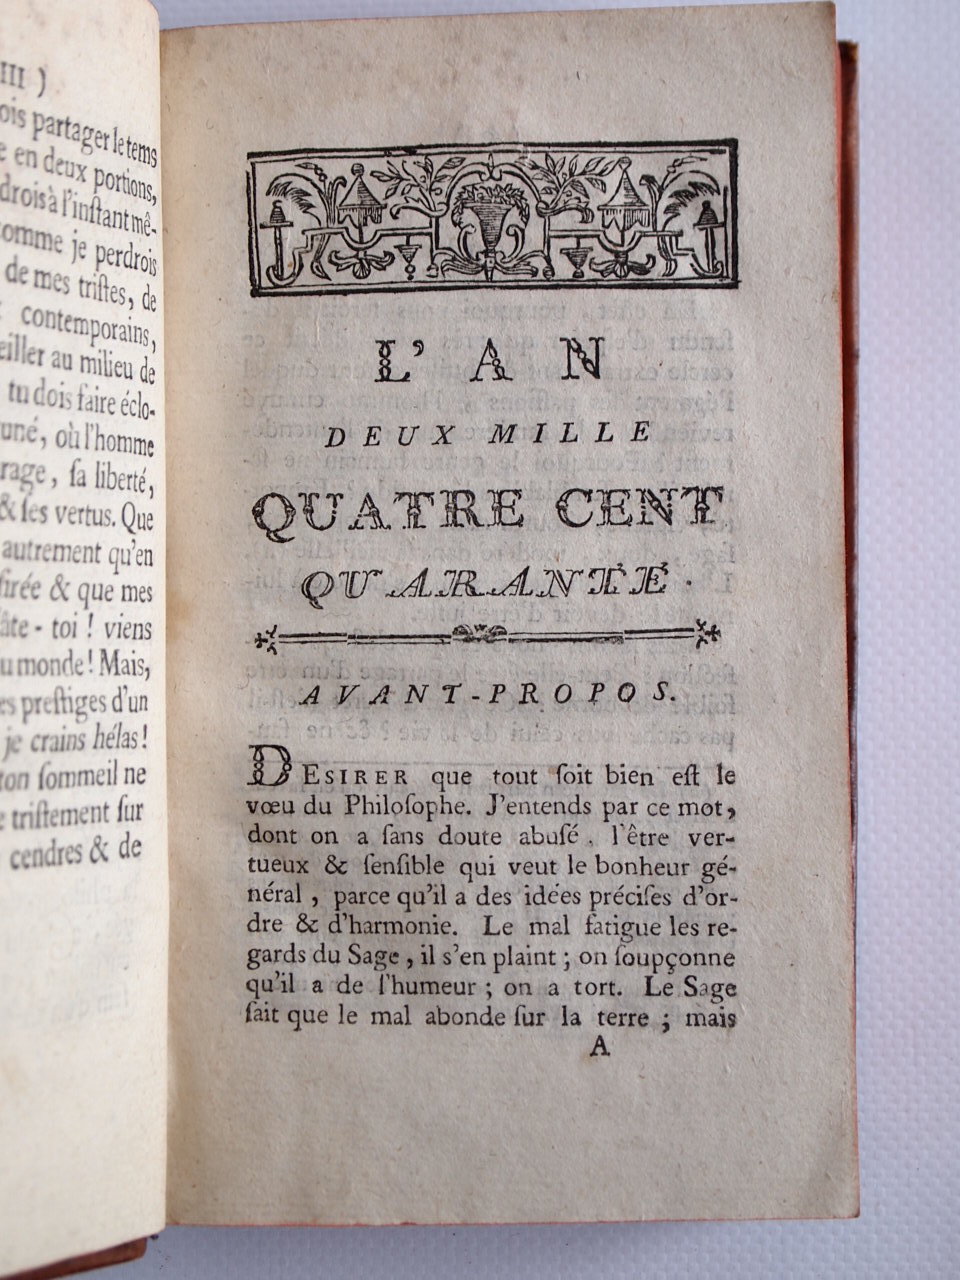 III )
ois partager le tems
e en deux portions,
drois à l'inſtant mê-
omme je perdrois
de mes triſtes, de
contemporains,
eiller au milieu de
tu dois faire éclo-
uné, où l'homme
rage, ſa liberté,
& ſes vertus. Que
autrement qu'en
ſirée & que mes
âte-toi ! viens
u monde ! Mais,
es preſtiges d'un
je crains hélas !
ton ſommeil ne
e triſtement ſur
cendres & de
L' A N
DEUX MILLE
QUATRE CENT
QUARANTE.
AVANT-PROPOS.
DESIRER que tout ſoit bien eſt le
vœu du Philoſophe. J'entends par ce mot,
dont on a ſans doute abuſé, l'être ver-
tueux & ſenſible qui veut le bonheur gé-
néral, parce qu'il a des idées préciſes d'or-
dre & d'harmonie. Le mal fatigue les re-
gards du Sage, il s'en plaint ; on ſoupçonne
qu'il a de l'humeur ; on a tort. Le Sage
ſait que le mal abonde ſur la terre ; mais
A